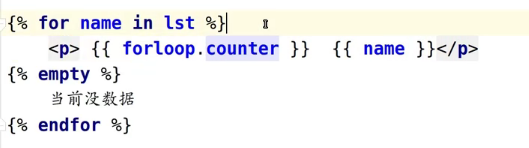 {% for name in lst %}
<p> {{ forloop.counter }}  {{ name }}</p>
{% empty %}
当前没数据
{% endfor %}